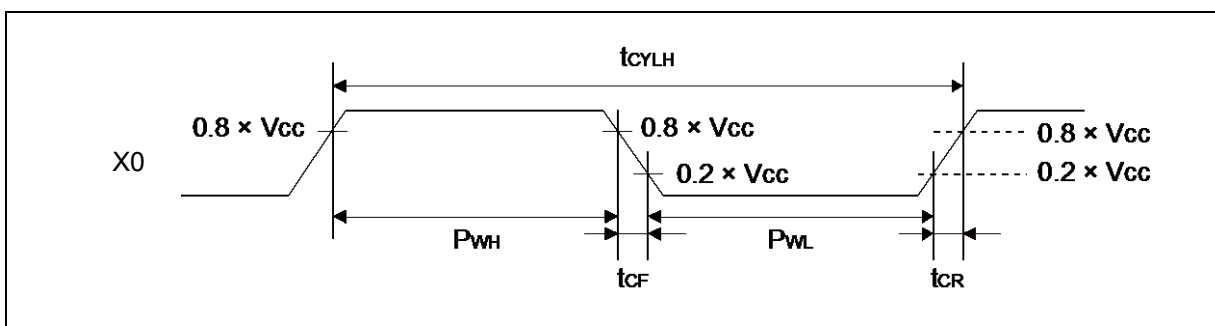 tCYLH
0.8 × VCC
0.8 × VCC
0.8 × VCC
X0
0.2 × VCC
0.2 × VCC
PWH
PWL
tCF
tCR